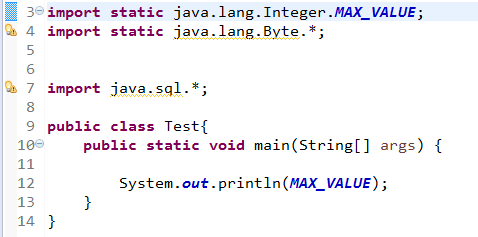 3 import static java.lang.Integer.MAX_VALUE;
4 import static java.lang.Byte.*;
5
6
7 import java.sql.*;
8
9 public class Test{
10 public static void main(String[] args) {
11
12 System.out.println(MAX_VALUE);
13 }
14 }